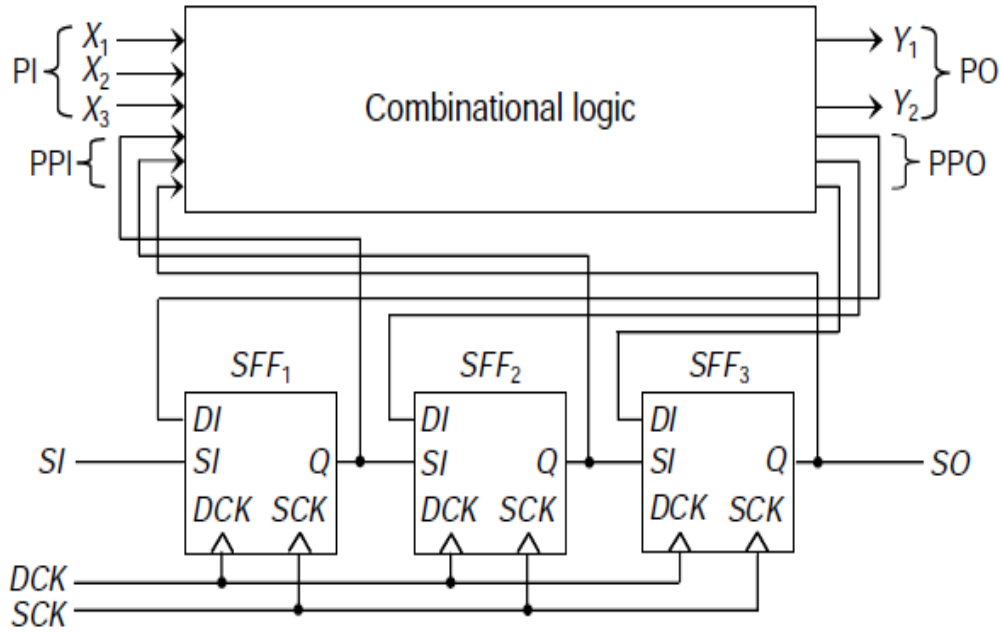 PI
X₁
X₂
X₃
PPI
Combinational logic
Y₁
Y₂
PO
PPO
SFF₁
SFF₂
SFF₃
DI
SI
Q
DCK SCK
DI
SI
Q
DCK SCK
DI
SI
Q
DCK SCK
SI
SO
DCK
SCK